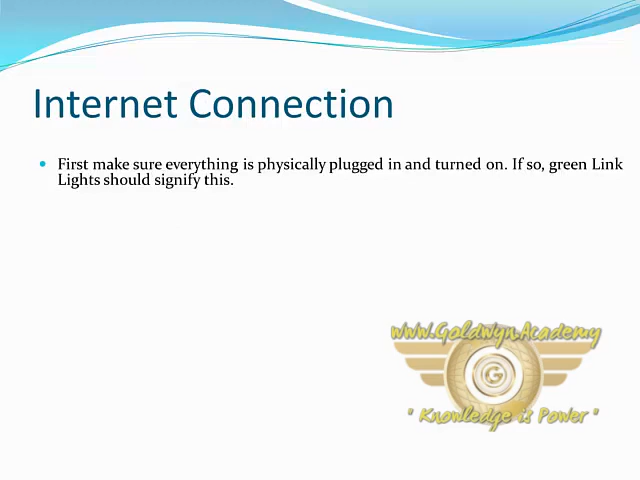 Internet Connection
First make sure everything is physically plugged in and turned on. If so, green Link
Lights should signify this.
www.GoldwynAcademy
G
" Knowledge is Power "